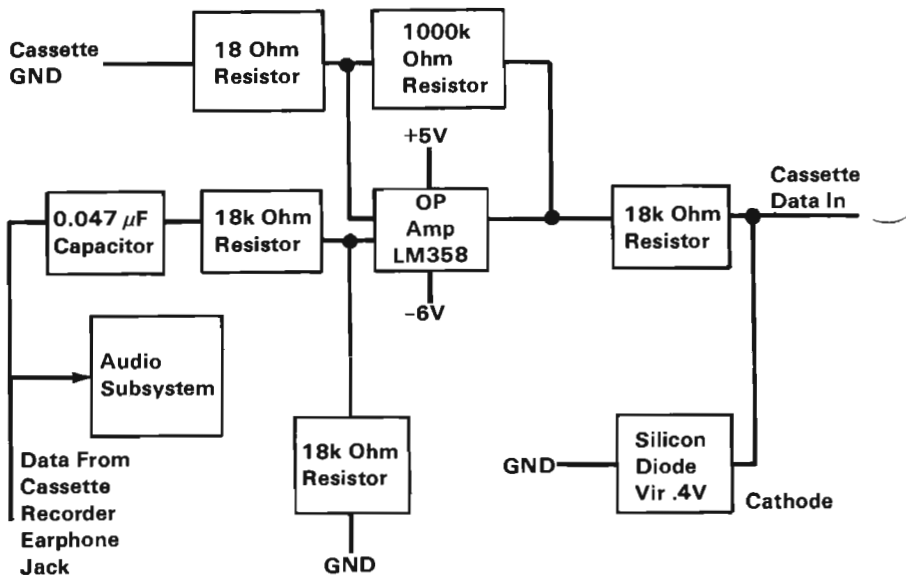 Cassette
GND
18 Ohm
Resistor
1000k
Ohm
Resistor
+5V
OP
Amp
LM358
−6V
0.047 μF
Capacitor
18k Ohm
Resistor
18k Ohm
Resistor
Cassette
Data In
Audio
Subsystem
18k Ohm
Resistor
GND
GND
Silicon
Diode
Vir .4V
Cathode
Data From
Cassette
Recorder
Earphone
Jack